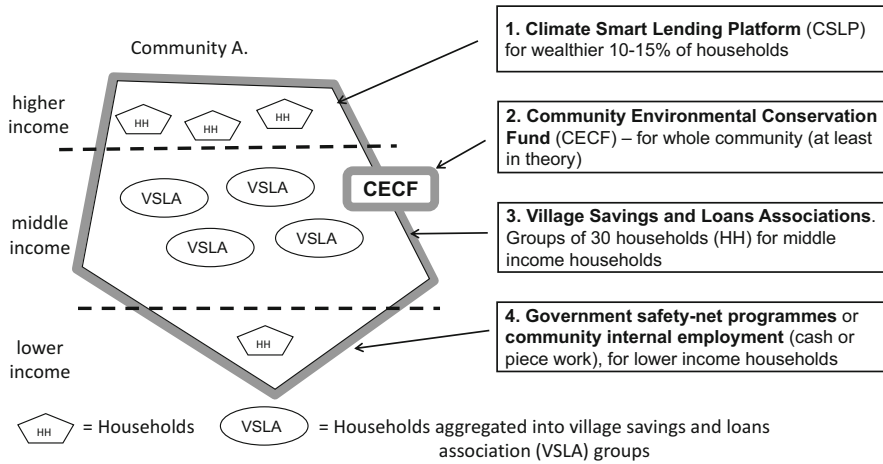 Community A.
higher
income
HH
HH
HH
VSLA
VSLA
CECF
middle
income
VSLA
VSLA
lower
income
HH
1. Climate Smart Lending Platform (CSLP)
for wealthier 10-15% of households
2. Community Environmental Conservation
Fund (CECF) – for whole community (at least
in theory)
3. Village Savings and Loans Associations.
Groups of 30 households (HH) for middle
income households
4. Government safety-net programmes or
community internal employment (cash or
piece work), for lower income households
HH = Households
VSLA = Households aggregated into village savings and loans
association (VSLA) groups